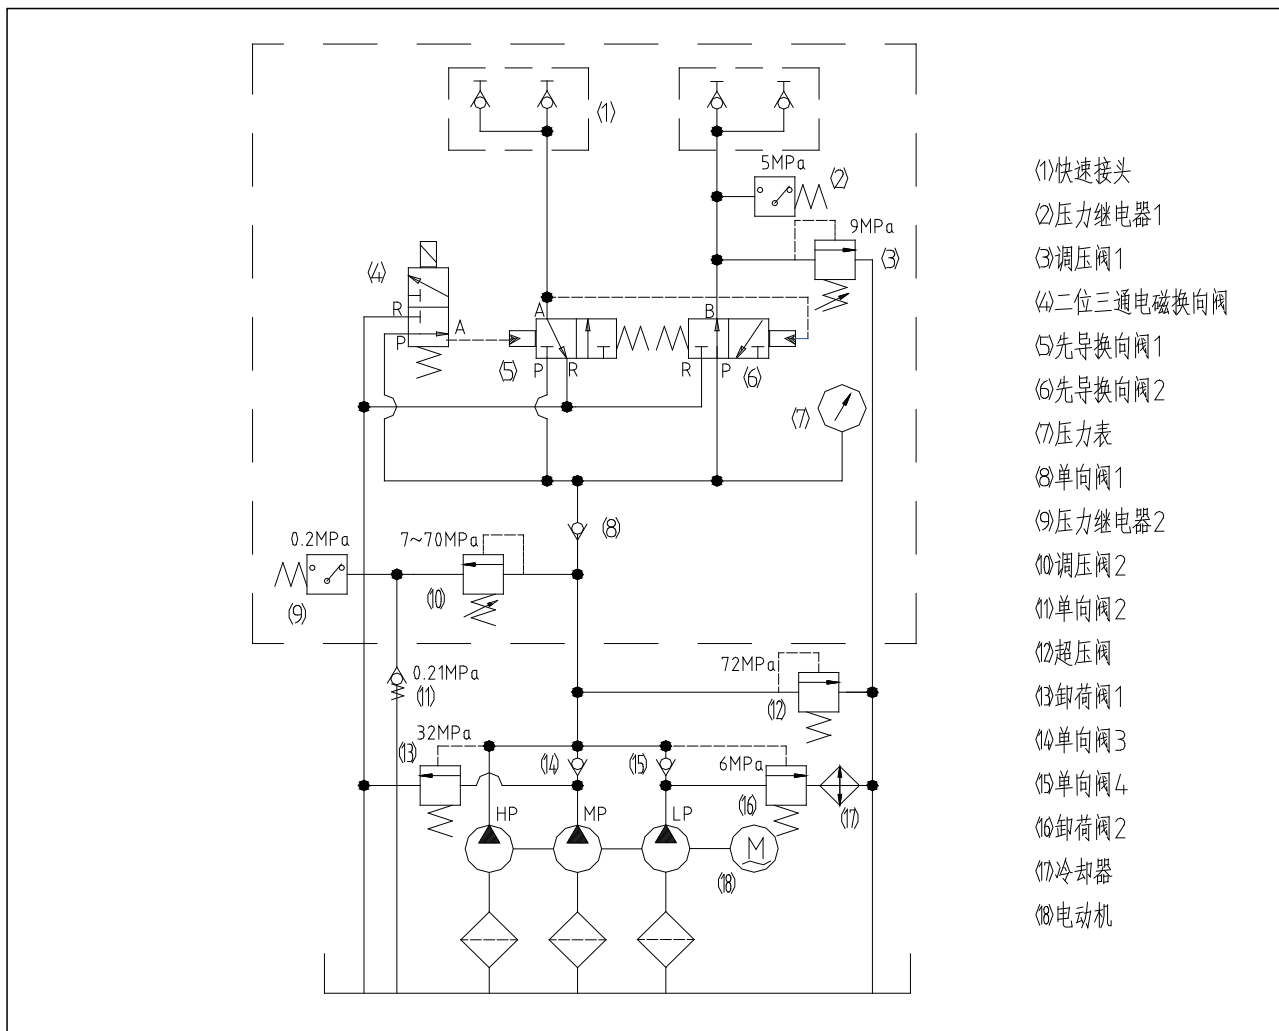 ⟨1⟩
5MPa
⟨2⟩
9MPa
⟨3⟩
⟨4⟩
R
P
A
A
P
R
⟨5⟩
B
R
P
⟨6⟩
⟨7⟩
⟨8⟩
0.2MPa
⟨9⟩
7~70MPa
⟨10⟩
0.21MPa
⟨11⟩
72MPa
⟨12⟩
32MPa
⟨13⟩
⟨14⟩
⟨15⟩
6MPa
⟨16⟩
⟨17⟩
HP
MP
LP
M
⟨18⟩
⟨1⟩快速接头
⟨2⟩压力继电器1
⟨3⟩调压阀1
⟨4⟩二位三通电磁换向阀
⟨5⟩先导换向阀1
⟨6⟩先导换向阀2
⟨7⟩压力表
⟨8⟩单向阀1
⟨9⟩压力继电器2
⟨10⟩调压阀2
⟨11⟩单向阀2
⟨12⟩超压阀
⟨13⟩卸荷阀1
⟨14⟩单向阀3
⟨15⟩单向阀4
⟨16⟩卸荷阀2
⟨17⟩冷却器
⟨18⟩电动机